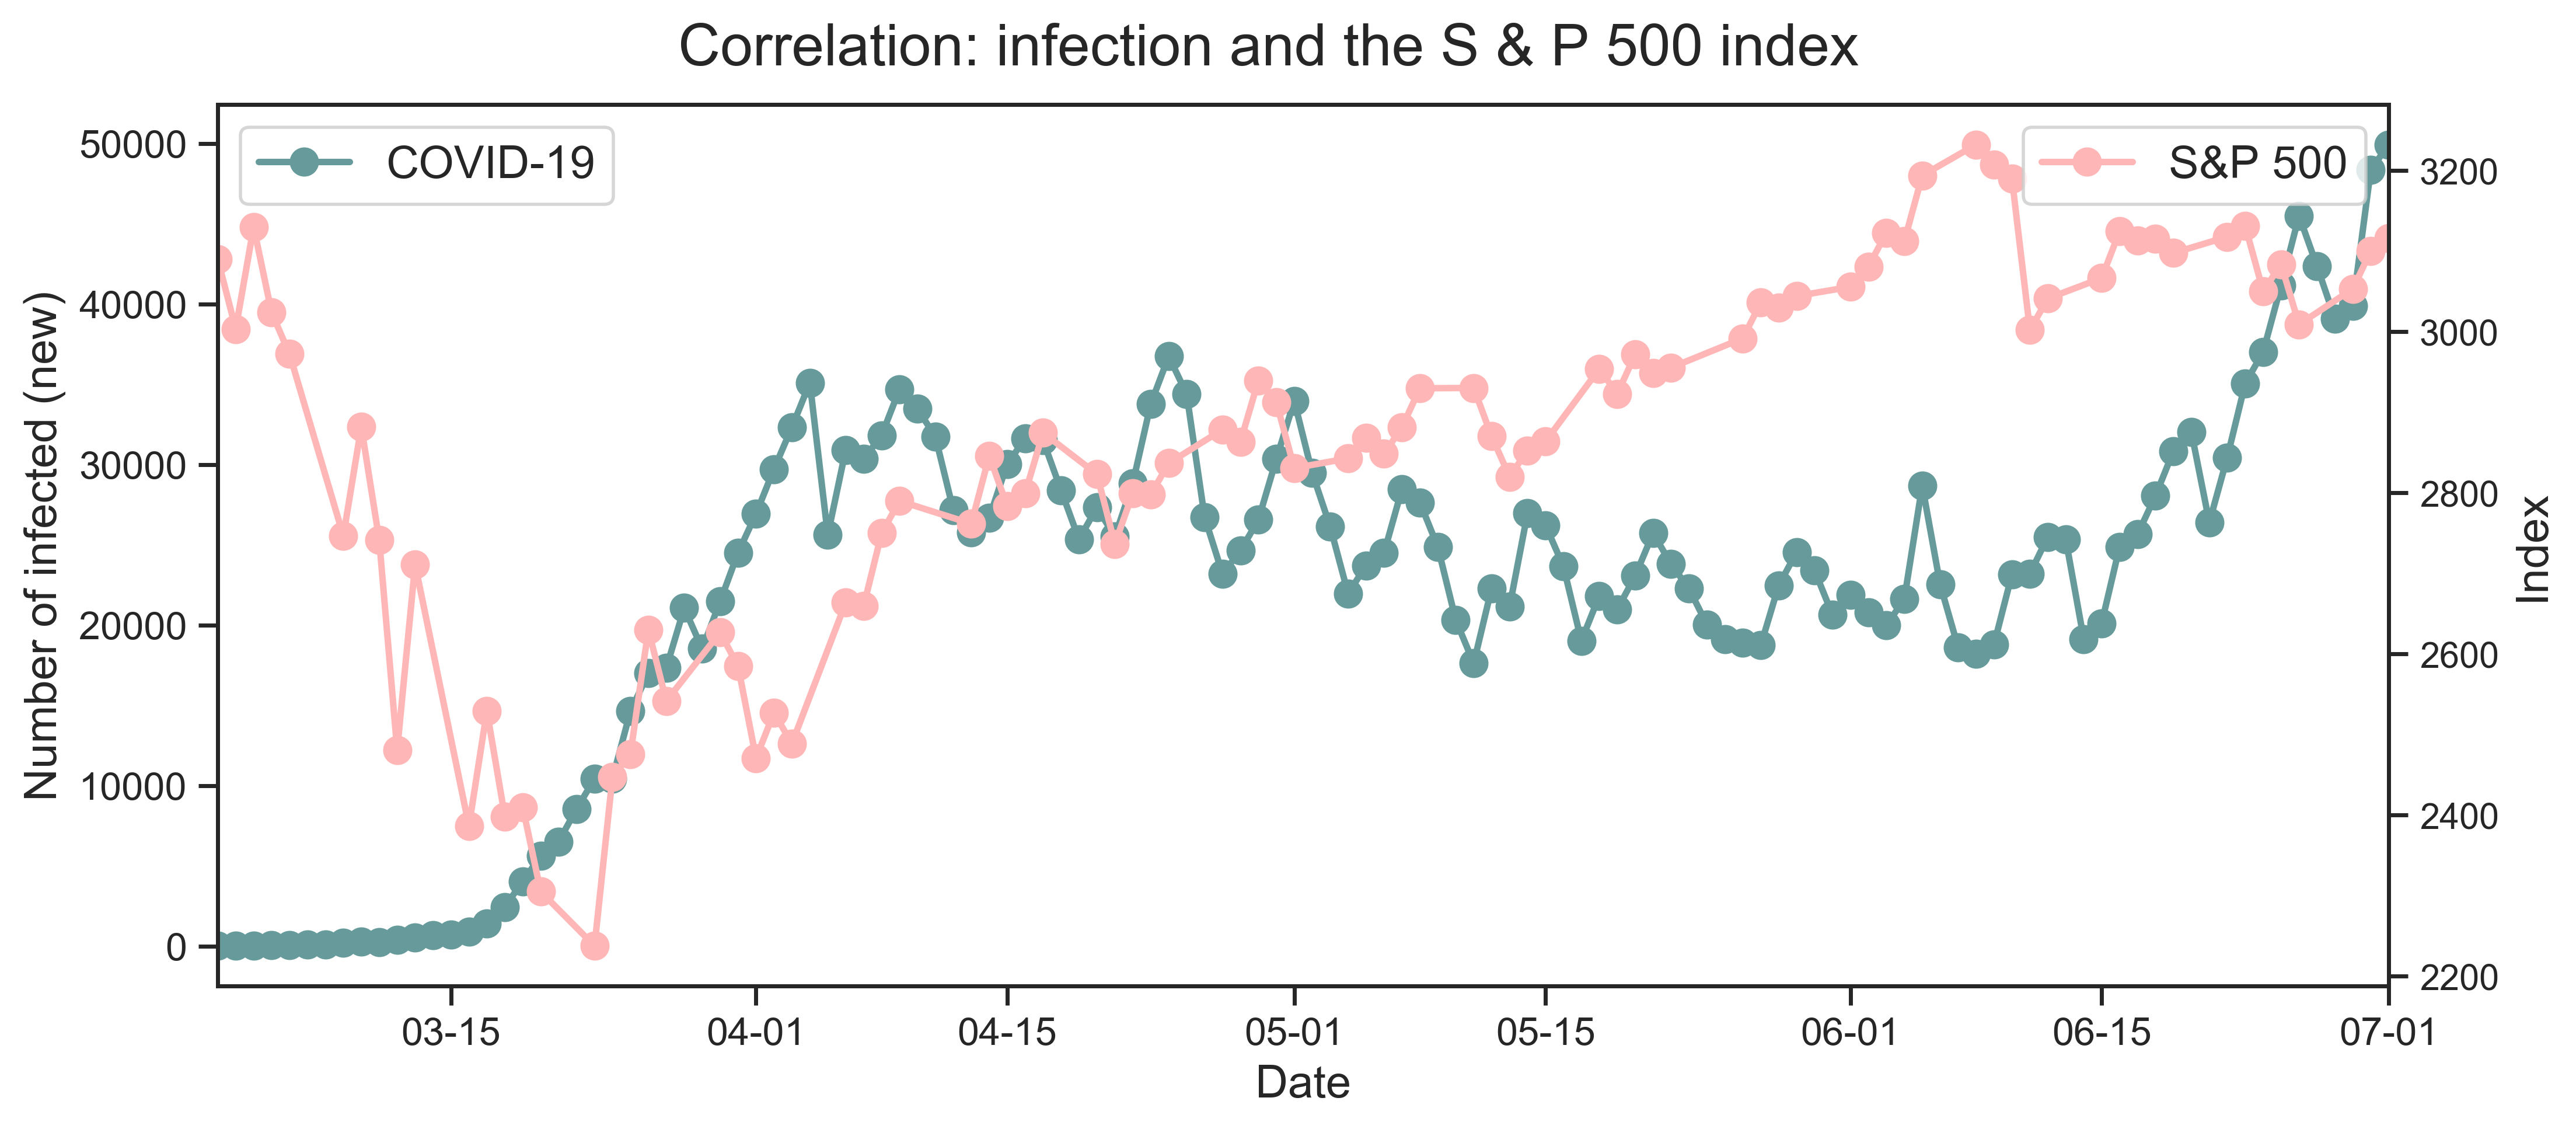 Correlation: infection and the S & P 500 index
COVID-19
S&P 500
Number of infected (new)
50000
40000
30000
20000
10000
0
3200
3000
2800
2600
2400
2200
Index
03-15 04-01 04-15 05-01 05-15 06-01 06-15 07-01
Date